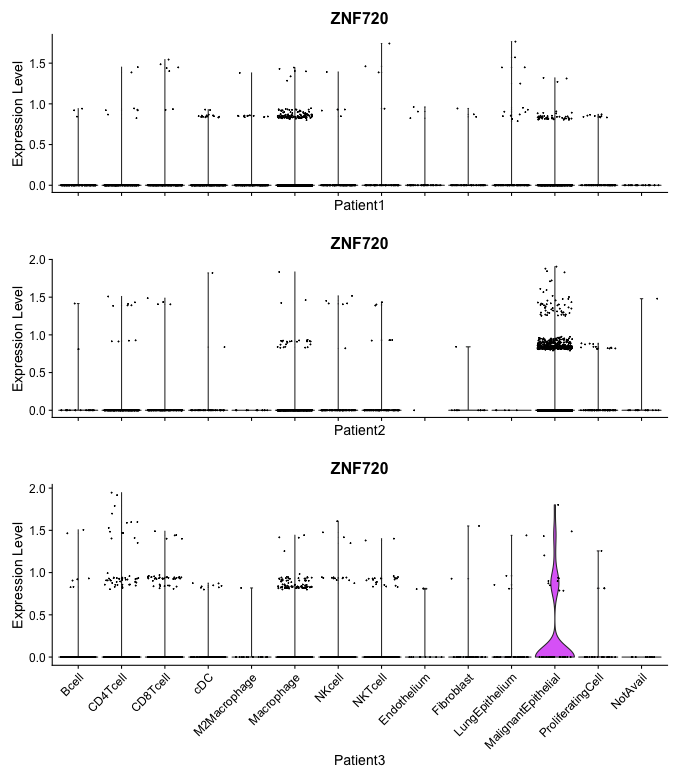 ZNF720
Expression Level
1.5
1.0
0.5
0.0
Patient1
ZNF720
Expression Level
2.0
1.5
1.0
0.5
0.0
Patient2
ZNF720
Expression Level
2.0
1.5
1.0
0.5
0.0
Bcell
CD4Tcell
CD8Tcell
cDC
M2Macrophage
Macrophage
NKcell
NKTcell
Endothelium
Fibroblast
LungEpithelium
MalignantEpithelial
ProliferatingCell
NotAvail
Patient3